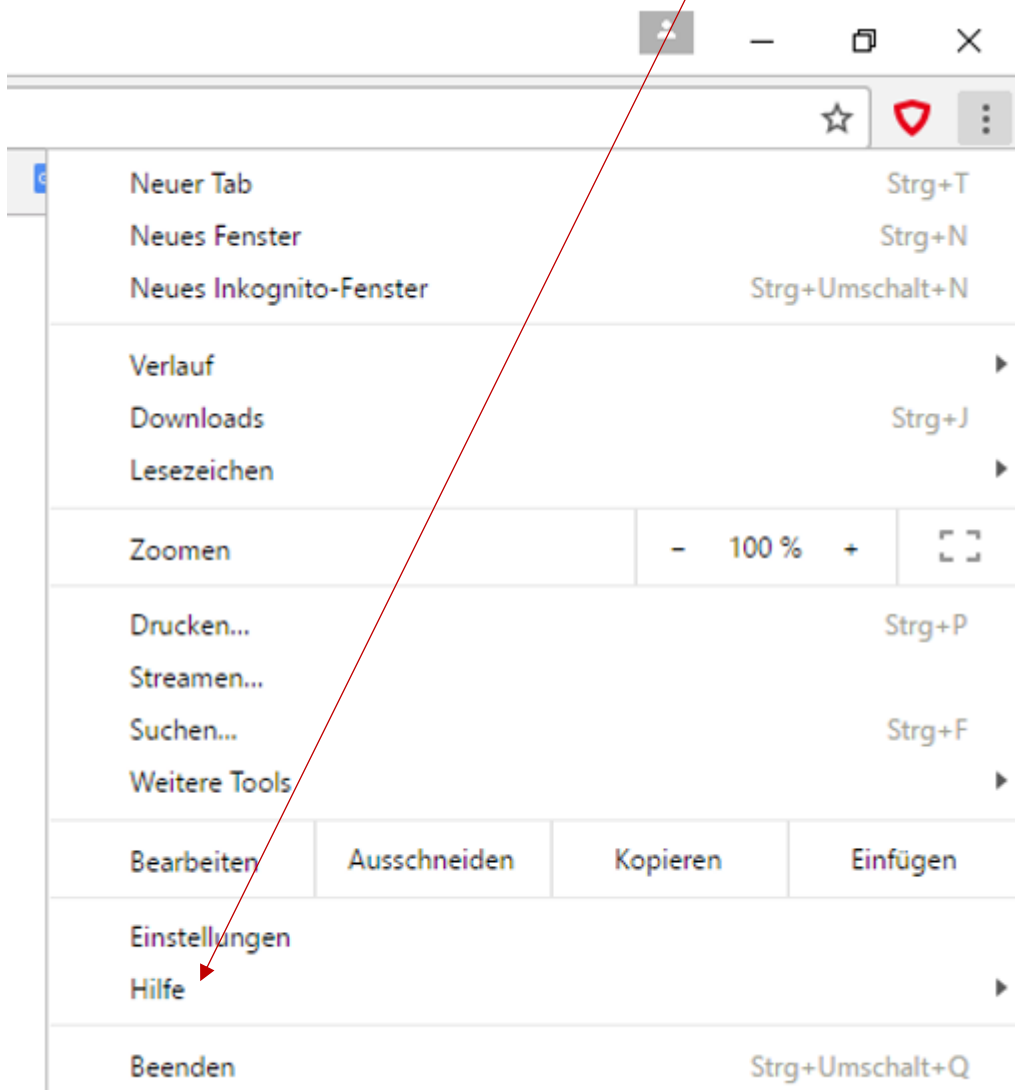 Neuer Tab Strg+T
Neues Fenster Strg+N
Neues Inkognito-Fenster Strg+Umschalt+N
Verlauf
Downloads Strg+J
Lesezeichen
Zoomen - 100 % +
Drucken... Strg+P
Streamen...
Suchen... Strg+F
Weitere Tools
Bearbeiten Ausschneiden Kopieren Einfügen
Einstellungen
Hilfe
Beenden Strg+Umschalt+Q